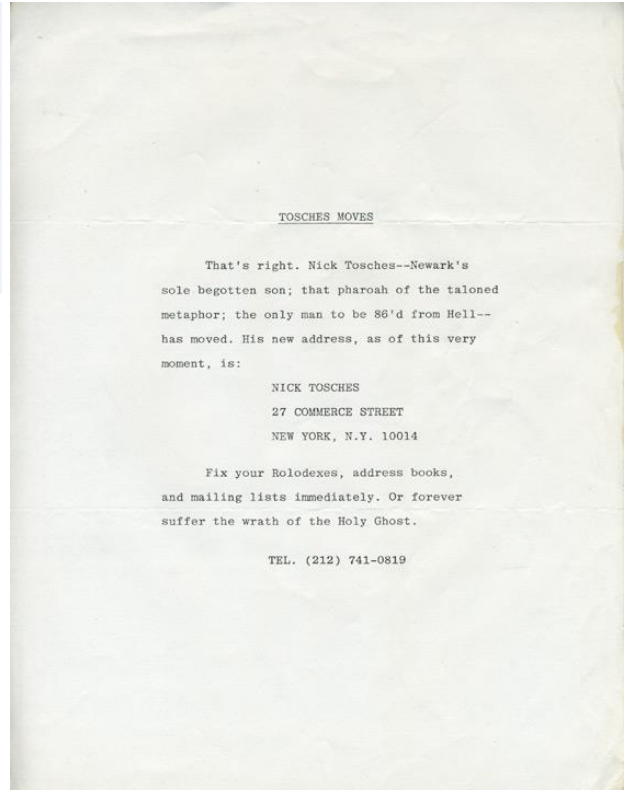 TOSCHES MOVES
That's right. Nick Tosches--Newark's
sole begotten son; that pharoah of the taloned
metaphor; the only man to be 86'd from Hell--
has moved. His new address, as of this very
moment, is:
NICK TOSCHES
27 COMMERCE STREET
NEW YORK, N.Y. 10014
Fix your Rolodexes, address books,
and mailing lists immediately. Or forever
suffer the wrath of the Holy Ghost.
TEL. (212) 741-0819